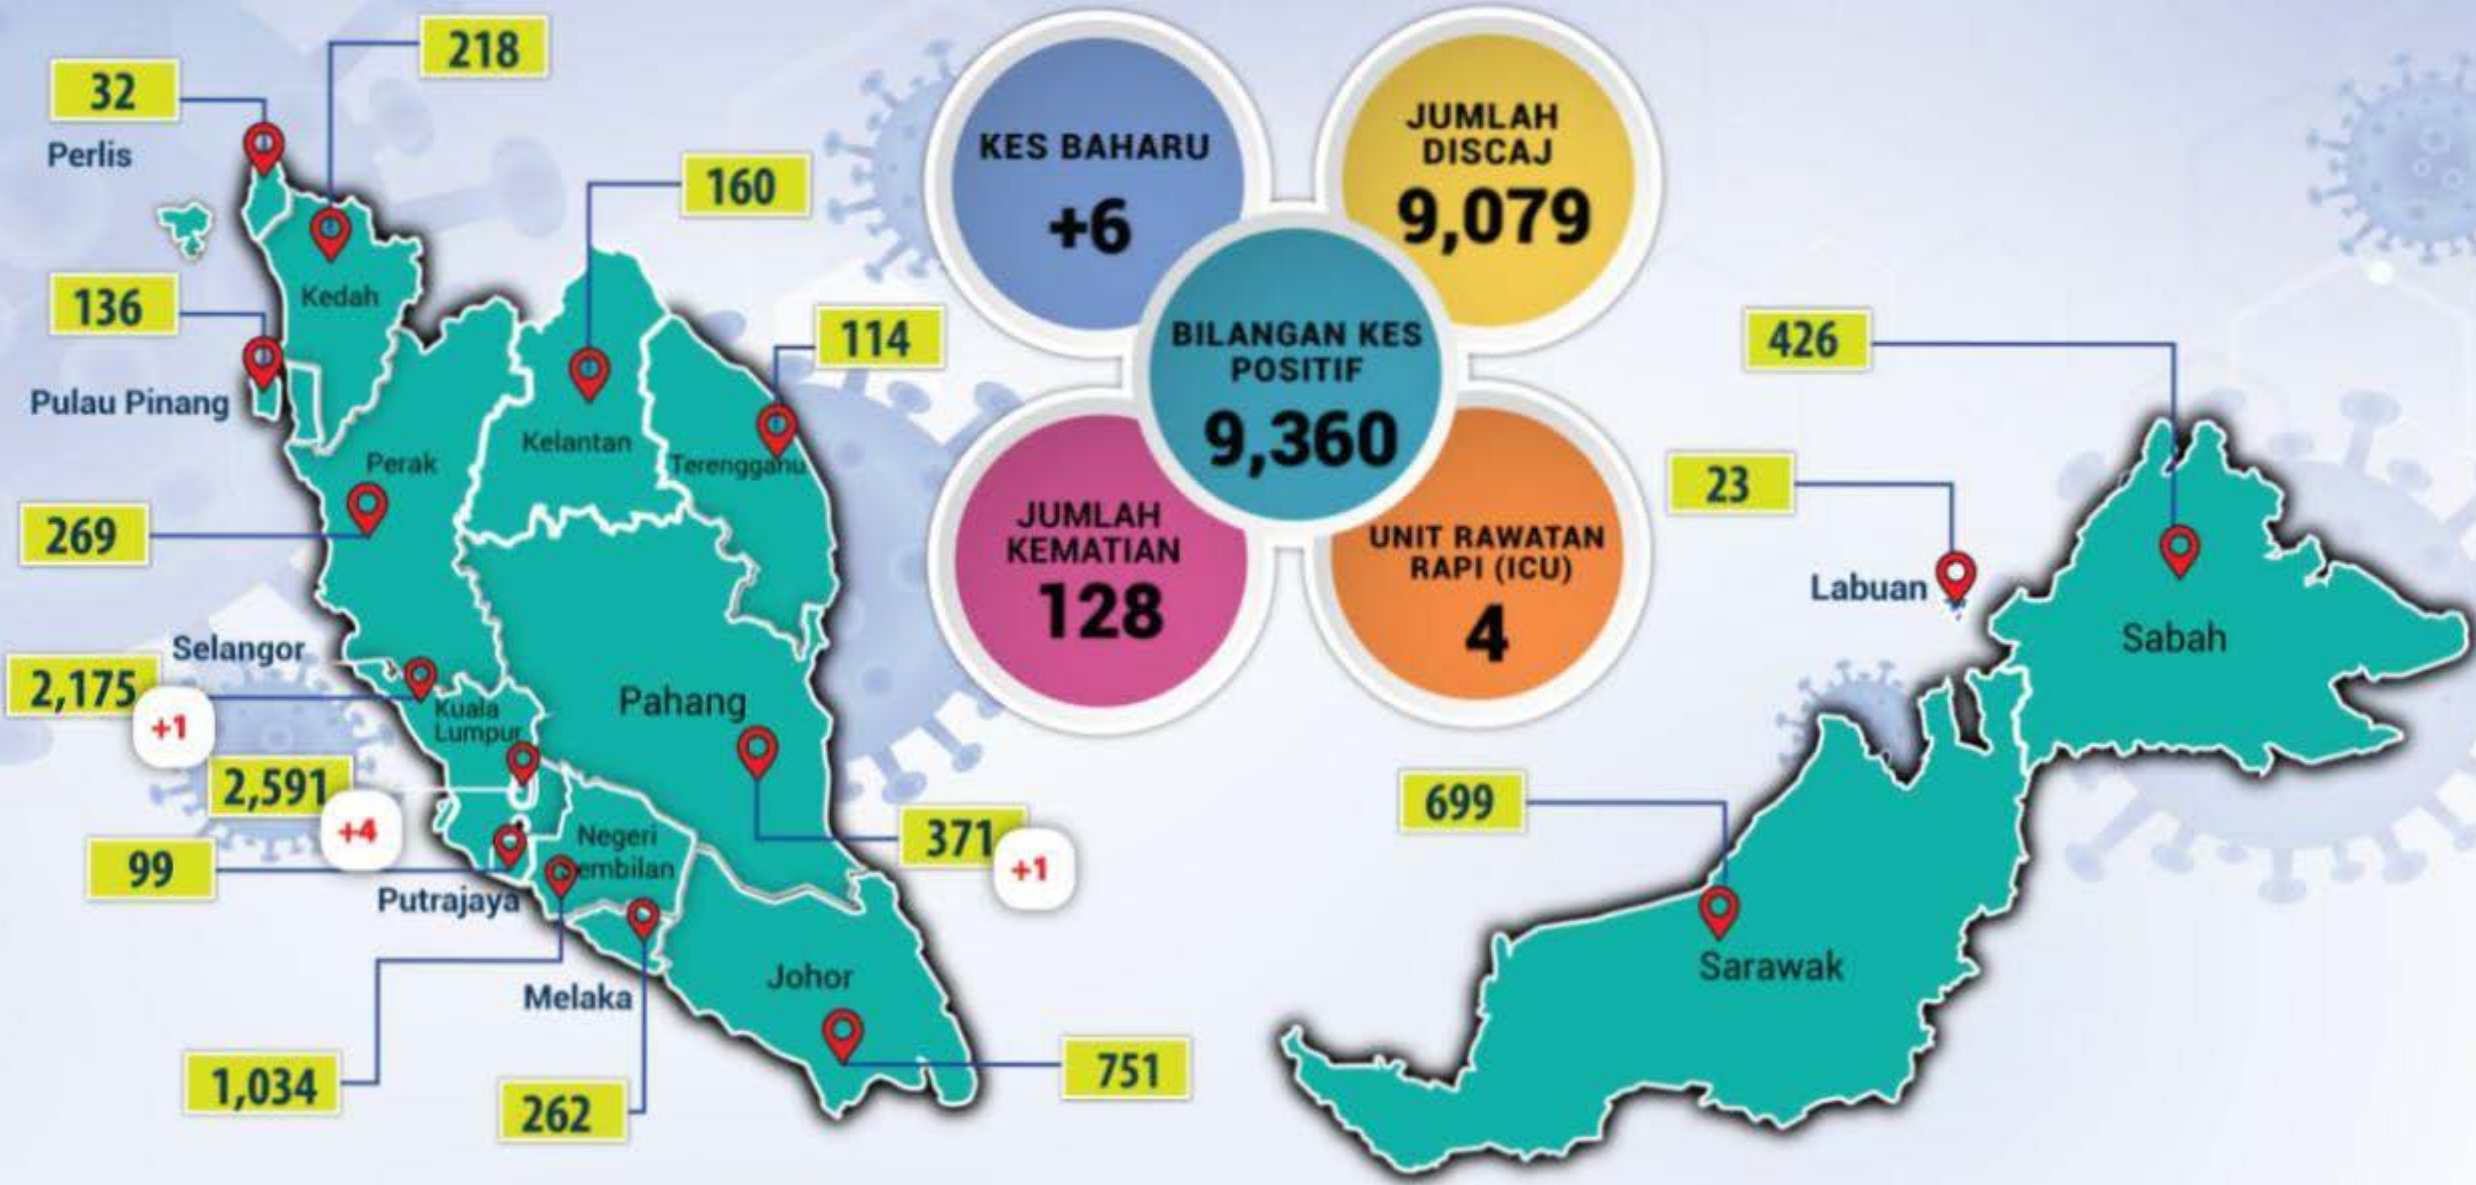 32
Perlis
218
160
136
Pulau Pinang
Kedah
114
Perak
Kelantan
Terengganu
269
Selangor
2,175
+1
Kuala
Lumpur
Pahang
2,591
+4
99
Putrajaya
Negeri
Sembilan
371
+1
Melaka
Johor
1,034
262
751
KES BAHARU
+6
JUMLAH
DISCAJ
9,079
BILANGAN KES
POSITIF
9,360
JUMLAH
KEMATIAN
128
UNIT RAWATAN
RAPI (ICU)
4
426
23
Labuan
Sabah
699
Sarawak